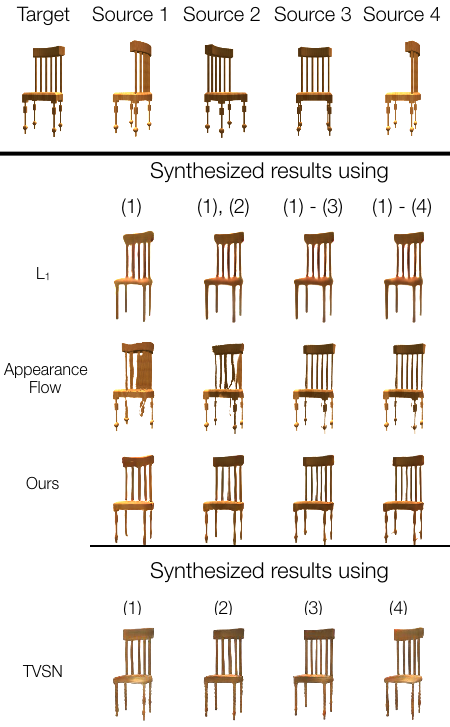 Target Source 1 Source 2 Source 3 Source 4
Synthesized results using
(1) (1), (2) (1) - (3) (1) - (4)
L₁
Appearance
Flow
Ours
Synthesized results using
(1) (2) (3) (4)
TVSN